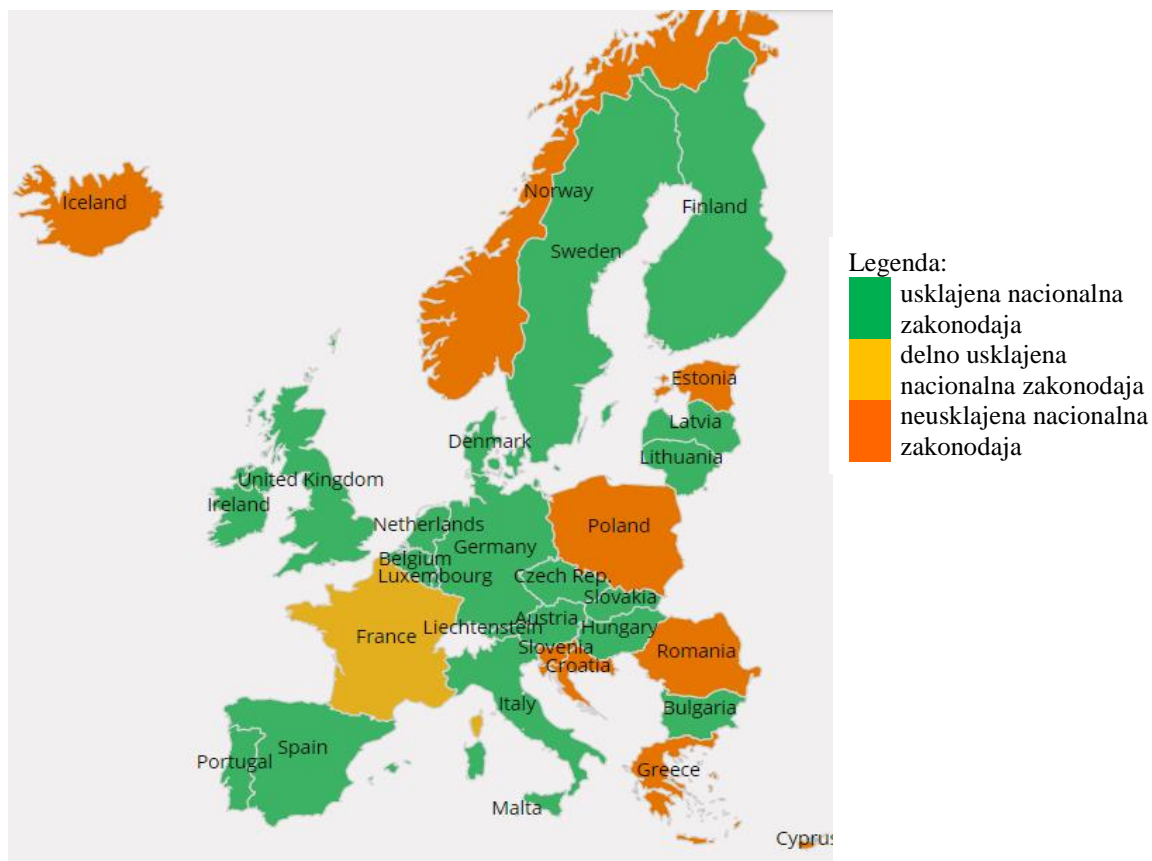 Iceland
Norway
Finland
Sweden
Estonia
Latvia
Denmark
Lithuania
United Kingdom
Ireland
Netherlands
Poland
Germany
Belgium
Luxembourg
Czech Rep.
Slovakia
Austria
Liechtenstein
Hungary
France
Slovenia
Croatia
Romania
Italy
Bulgaria
Spain
Portugal
Greece
Malta
Cyprus
Legenda:
usklajena nacionalna
zakonodaja
delno usklajena
nacionalna zakonodaja
neusklajena nacionalna
zakonodaja